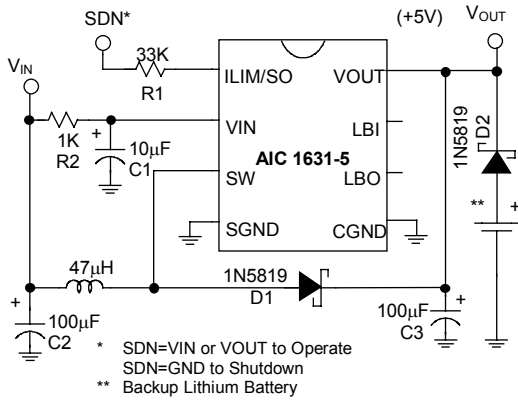 SDN*
(+5V)
VOUT
VIN
33K
R1
ILIM/SO
VOUT
1N5819
D2
1K
R2
+
10µF
C1
VIN
LBI
AIC 1631-5
SW
LBO
**
+
SGND
CGND
47µH
1N5819
D1
+
100µF
C2
100µF
+
C3
* SDN=VIN or VOUT to Operate
SDN=GND to Shutdown
** Backup Lithium Battery